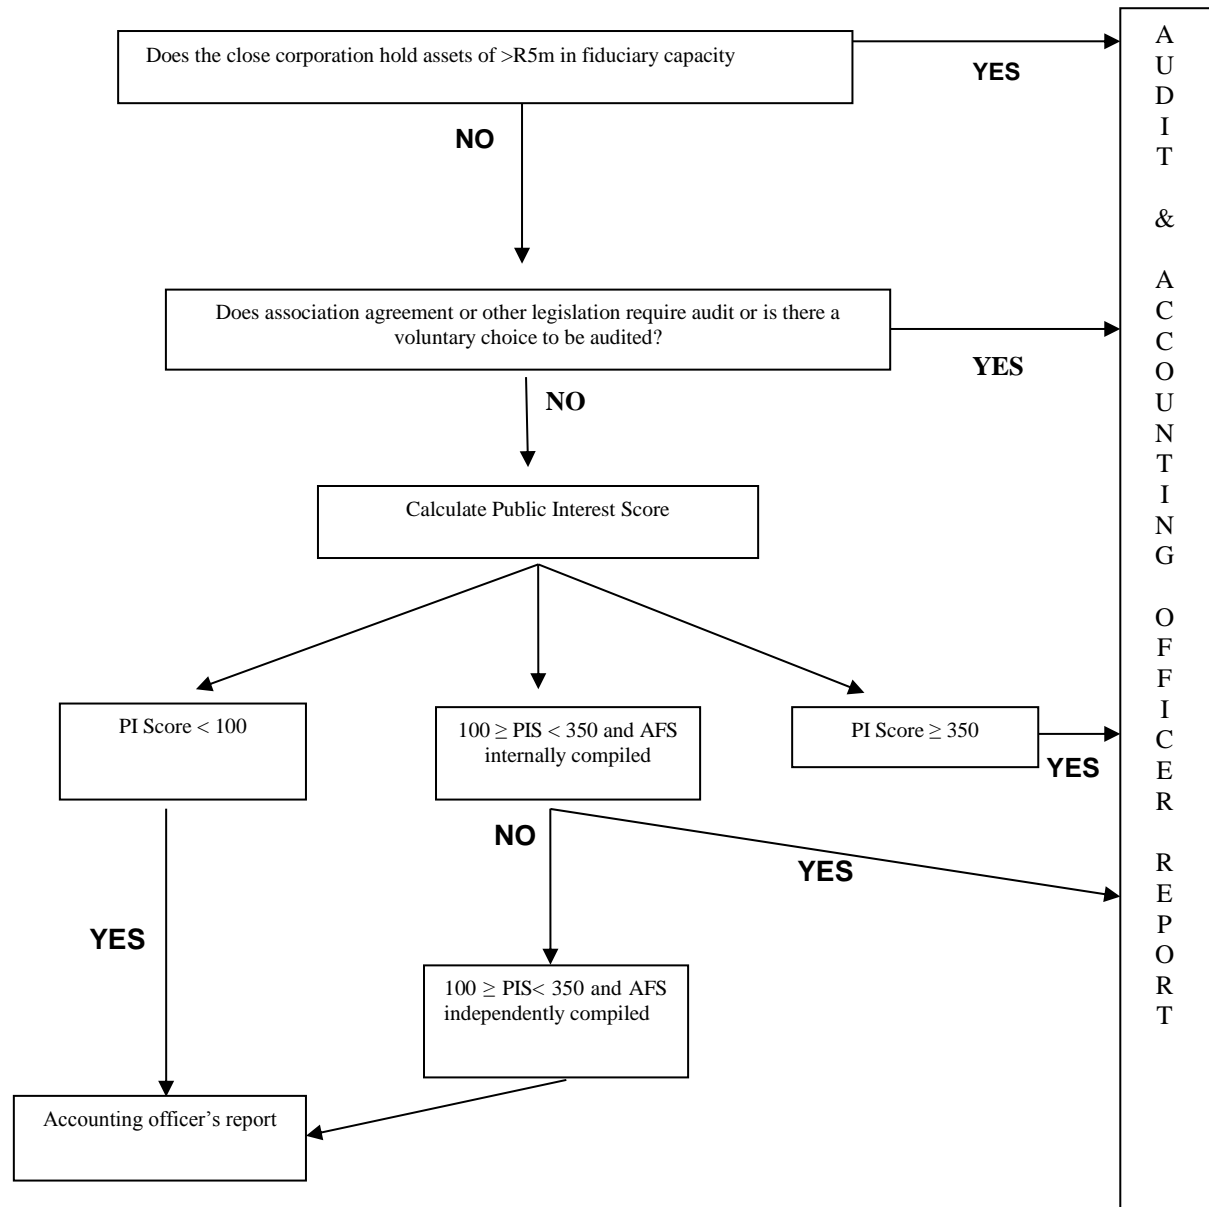 Does the close corporation hold assets of >R5m in fiduciary capacity
YES
NO
Does association agreement or other legislation require audit or is there a
voluntary choice to be audited?
YES
NO
Calculate Public Interest Score
PI Score < 100
100 ≥ PIS < 350 and AFS
internally compiled
PI Score ≥ 350
YES
NO
YES
YES
100 ≥ PIS< 350 and AFS
independently compiled
Accounting officer’s report
A
U
D
I
T
&
A
C
C
O
U
N
T
I
N
G
O
F
F
I
C
E
R
R
E
P
O
R
T